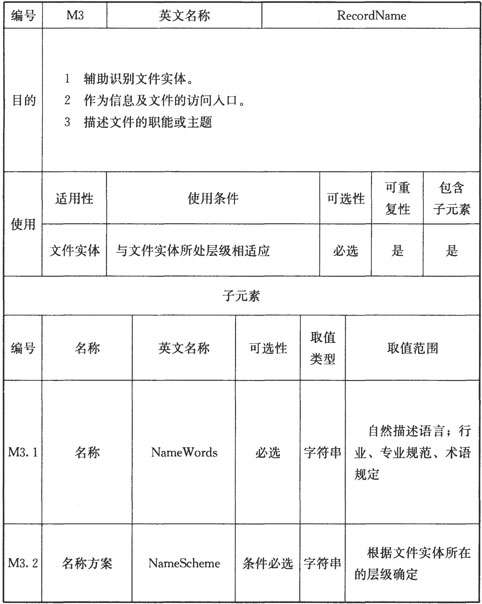 编号 M3 英文名称 RecordName
目的
1 辅助识别文件实体。
2 作为信息及文件的访问入口。
3 描述文件的职能或主题
使用
适用性 使用条件 可选性 可重复性 包含子元素
文件实体 与文件实体所处层级相适应 必选 是 是
子元素
编号 名称 英文名称 可选性 取值类型 取值范围
M3.1 名称 NameWords 必选 字符串 自然描述语言；行业、专业规范、术语规定
M3.2 名称方案 NameScheme 条件必选 字符串 根据文件实体所在的层级确定